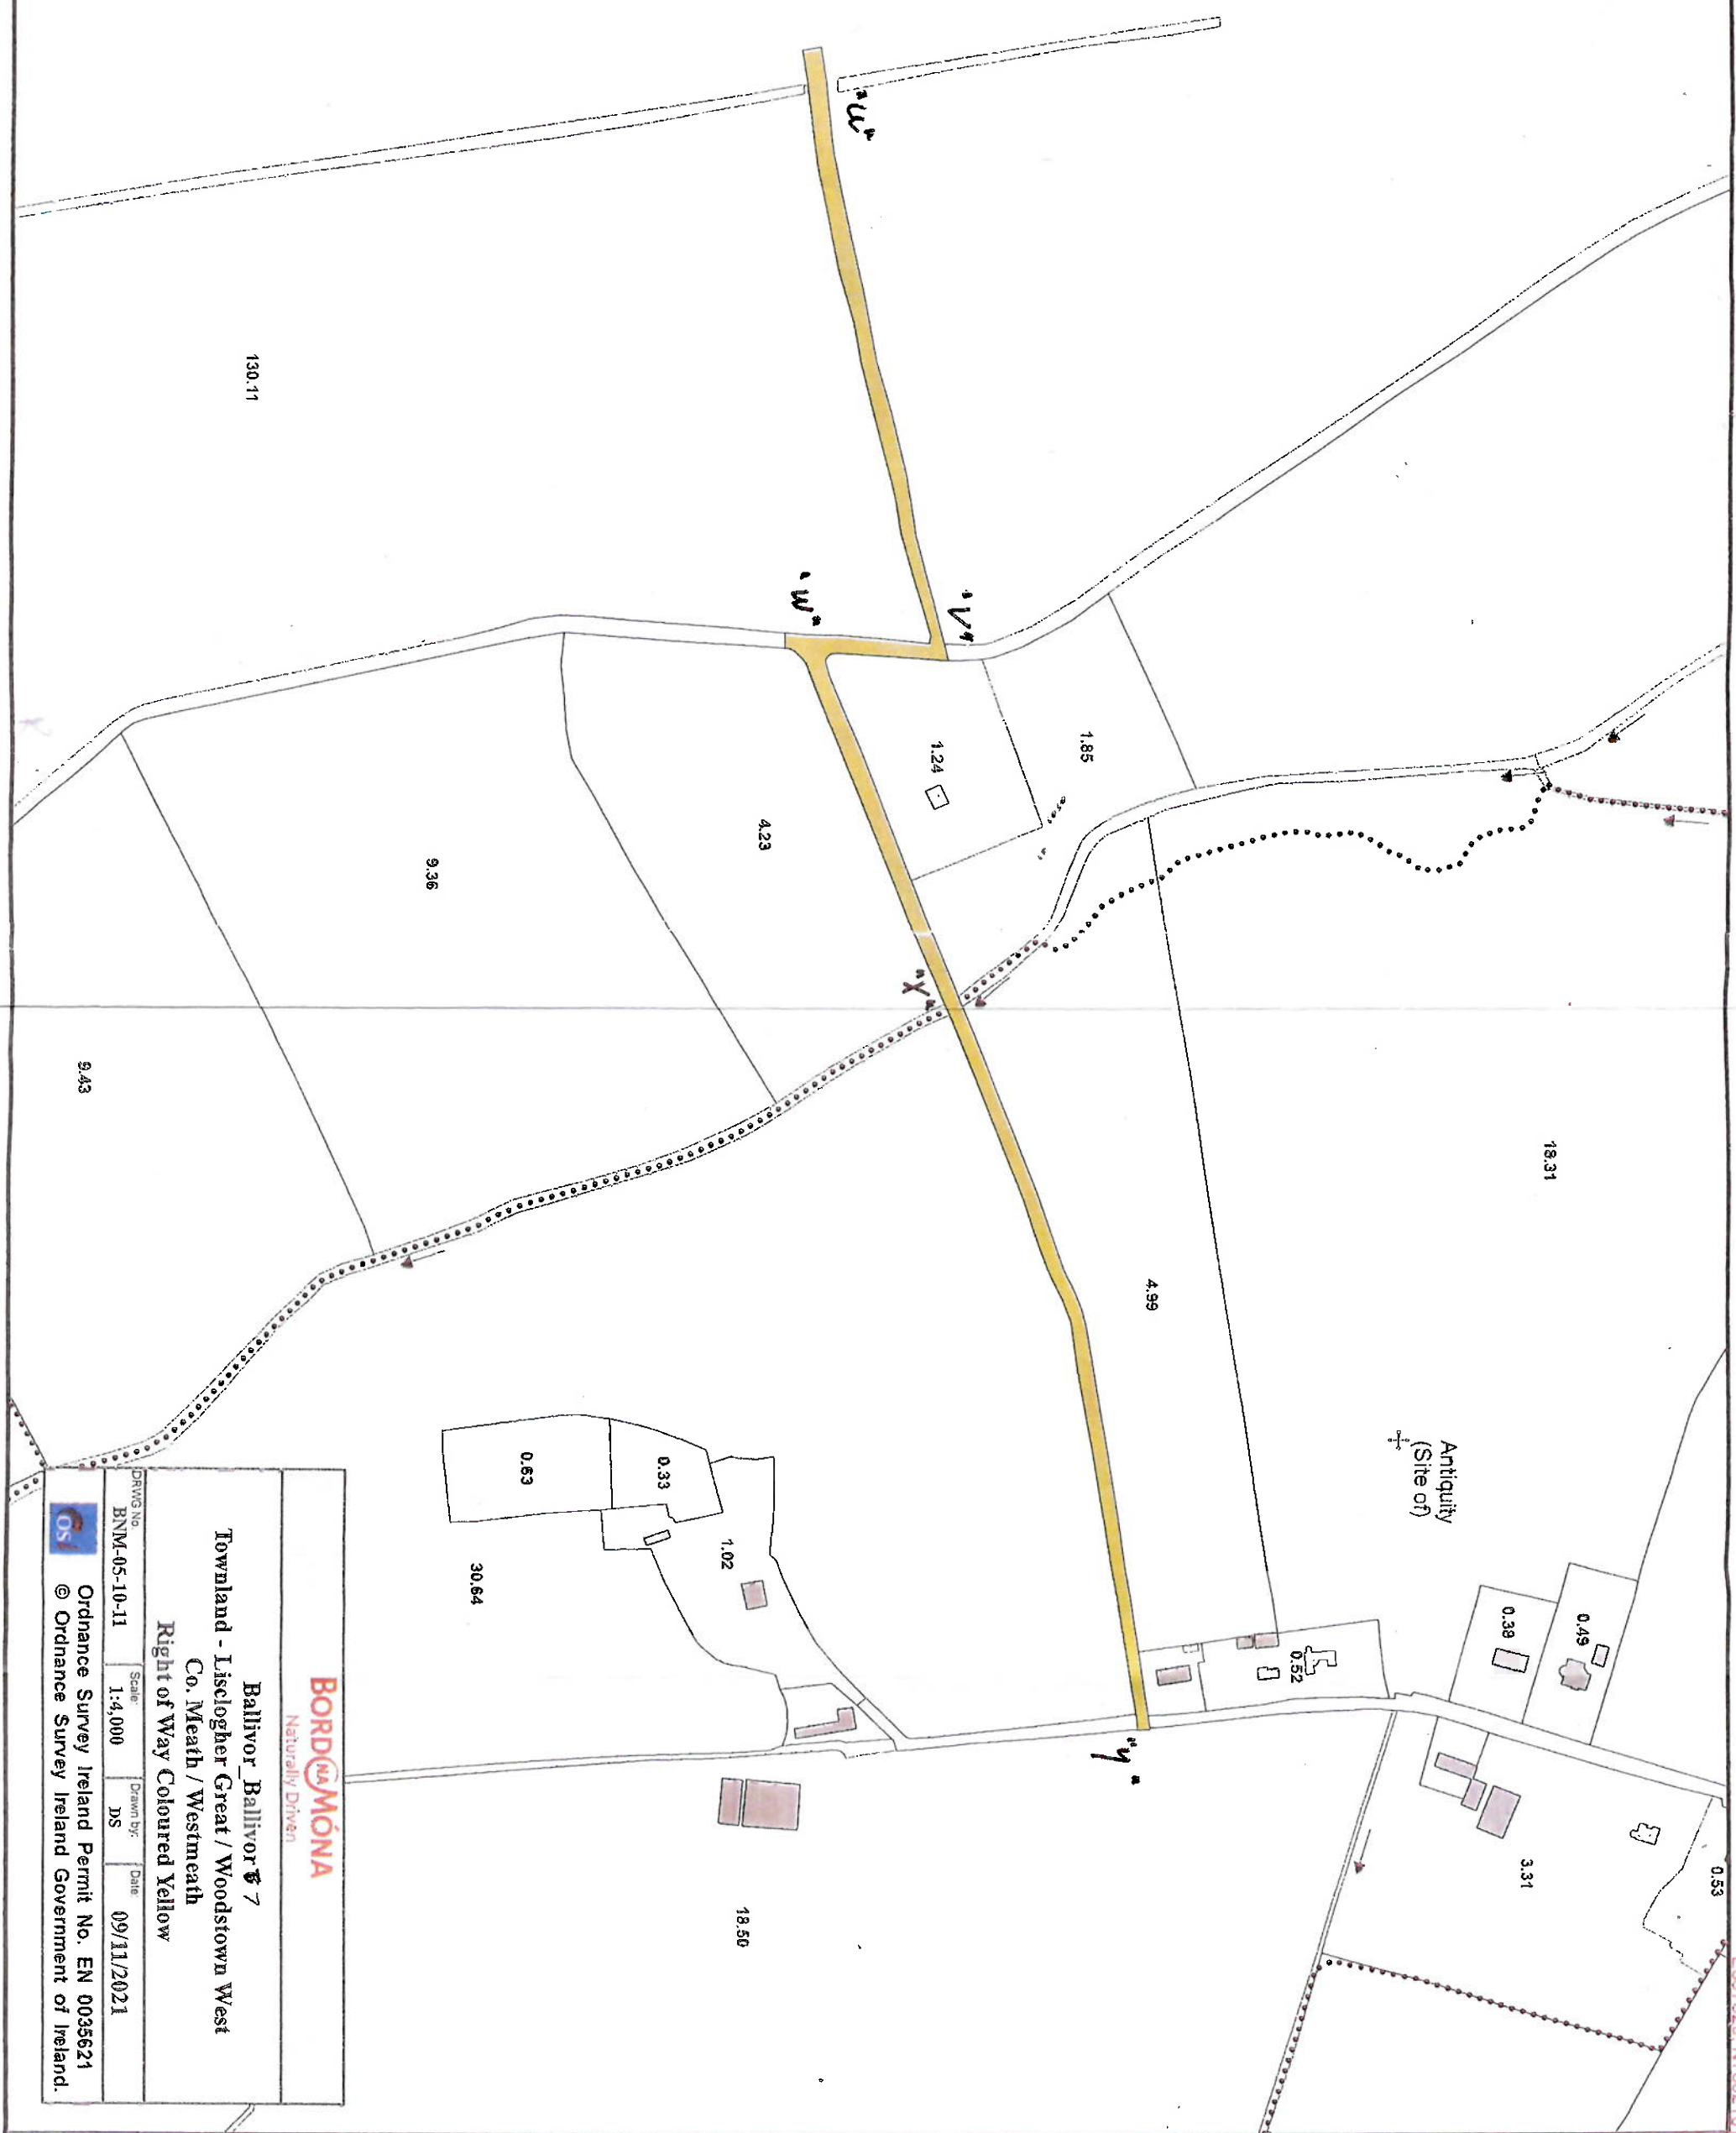 "U"
"V"
"W"
"X"
"Y"
130.11
1.85
1.24
4.23
9.36
9.43
18.31
4.99
Antiquity
(Site of)
0.63
0.33
1.02
30.64
0.52
0.38
0.49
3.31
0.53
18.50
BORD NA MÓNA
Naturally Driven
Ballivor_Ballivor 7
Townland - Lisclogher Great / Woodstown West
Co. Meath / Westmeath
Right of Way Coloured Yellow
DRWG No. BNM-05-10-11 Scale: 1:4,000 Drawn by: DS Date: 09/11/2021
OSi
Ordnance Survey Ireland Permit No. EN 0035621
© Ordnance Survey Ireland Government of Ireland.